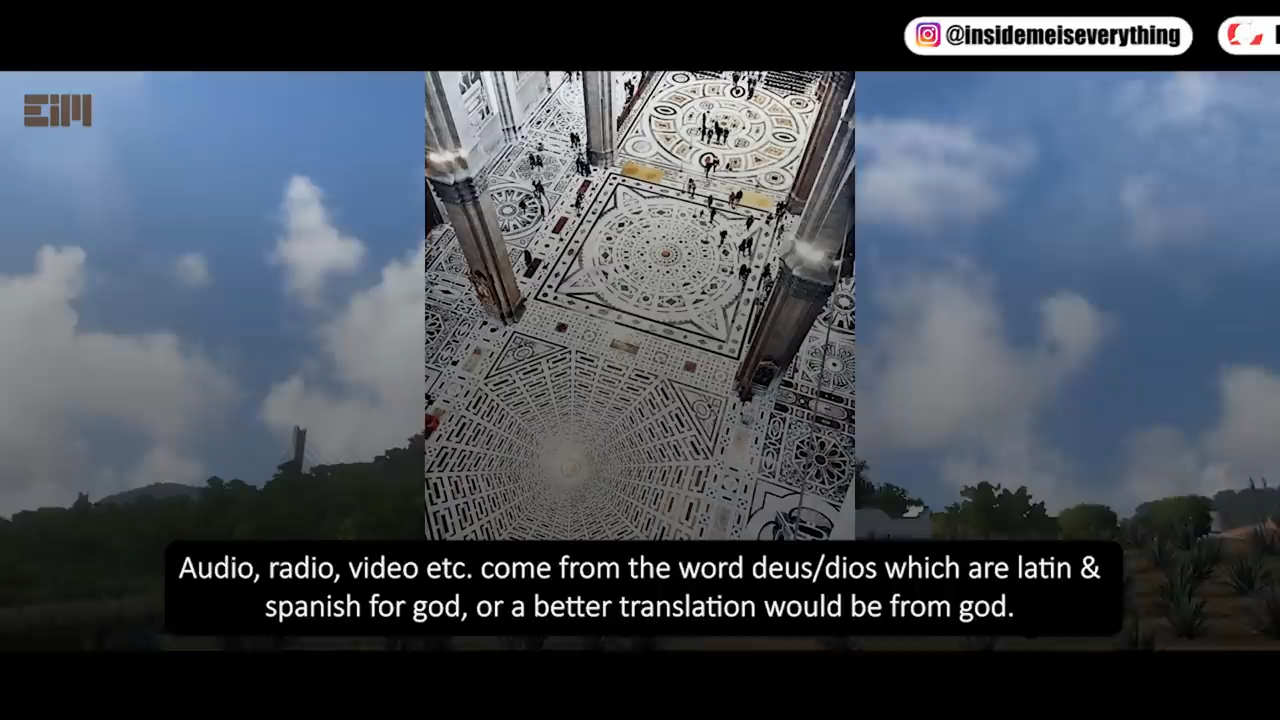 @insidemeiseverything
EiM
Audio, radio, video etc. come from the word deus/dios which are latin &
spanish for god, or a better translation would be from god.